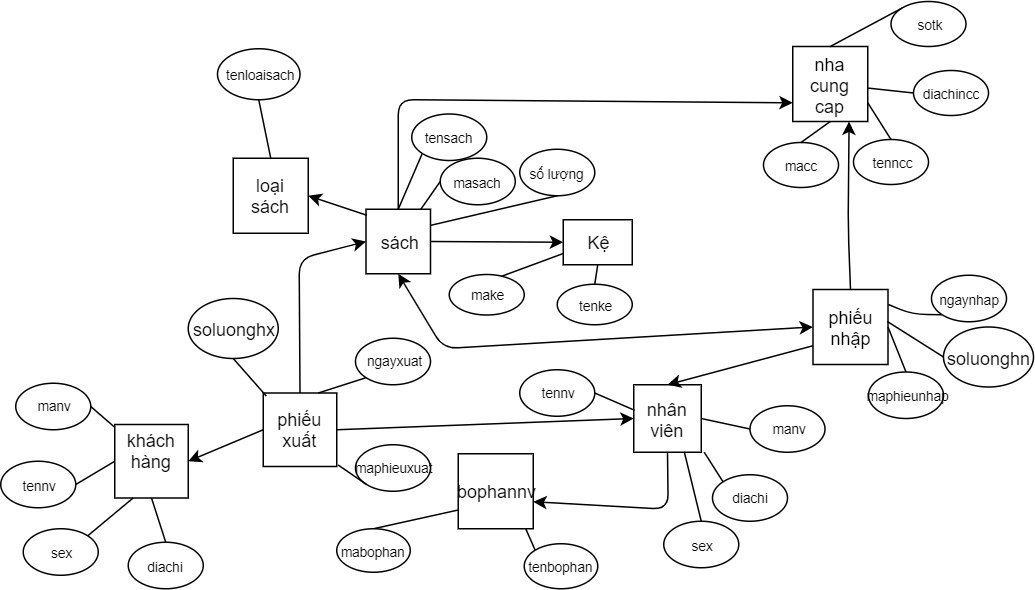 sotk
nha
cung
cap
tenloaisach
diachincc
tensach
macc
tenncc
số lượng
masach
loại
sách
sách
Kệ
make
tenke
ngaynhap
soluonghx
phiếu
nhập
soluonghn
ngayxuat
maphieunhap
tennv
manv
phiếu
xuất
nhân
viên
manv
khách
hàng
maphieuxuat
tennv
bophannv
diachi
sex
diachi
mabophan
tenbophan
sex